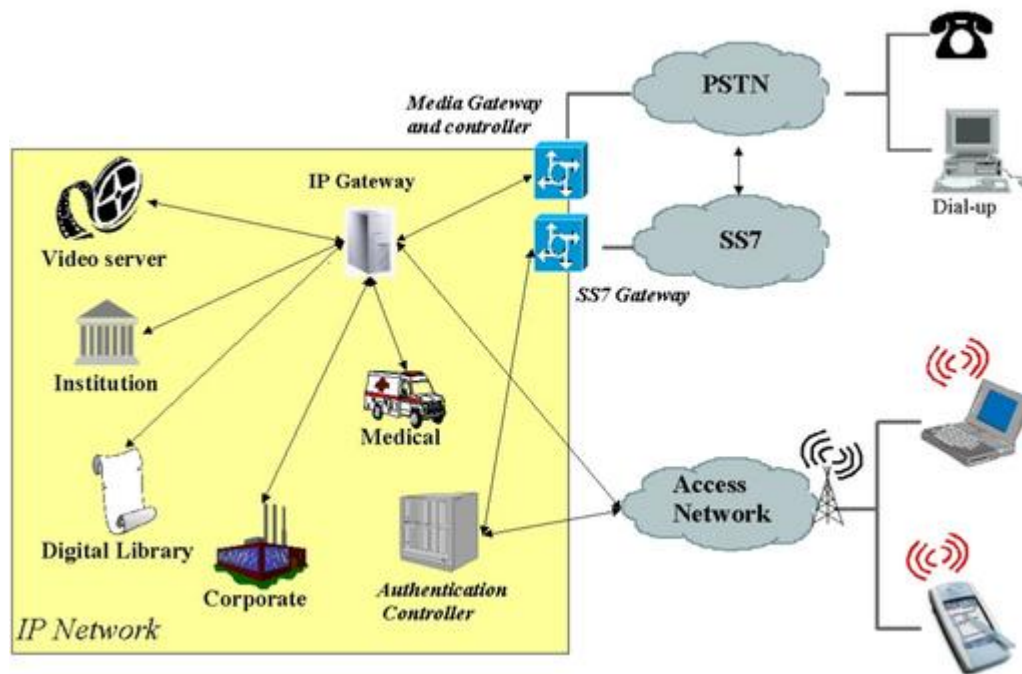 PSTN
Media Gateway
and controller
IP Gateway
Video server
Dial-up
SS7
SS7 Gateway
Institution
Medical
Access
Network
Digital Library
Corporate
Authentication
Controller
IP Network